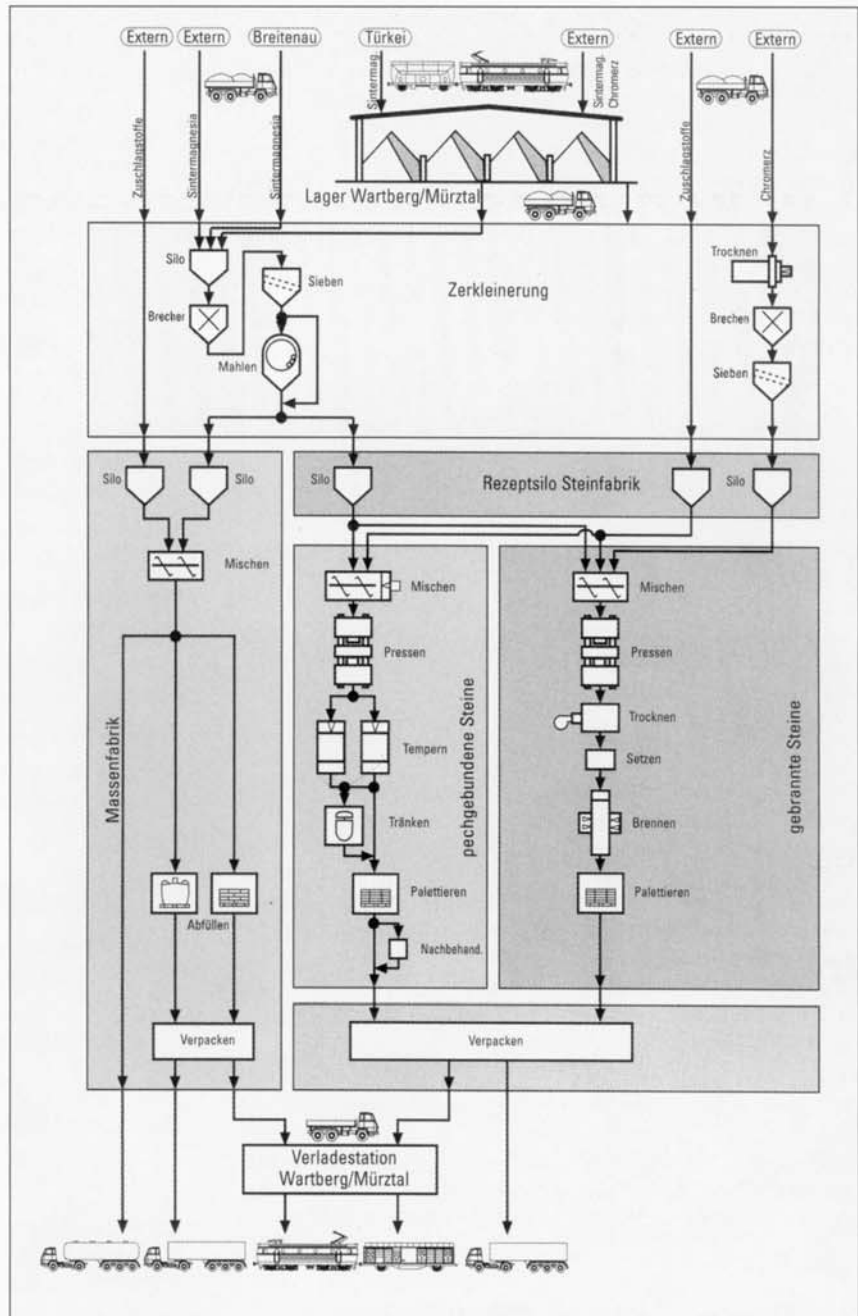 Extern
Extern
Breitenau
Türkei
Extern
Extern
Extern
Zuschlagstoffe
Sintermagnesia
Sintermagnesia
Sintermag.
Sintermag.
Chromerz
Zuschlagstoffe
Chromerz
Lager Wartberg/Mürztal
Silo
Sieben
Zerkleinerung
Trocknen
Brecher
Brechen
Mahlen
Sieben
Silo
Silo
Silo
Rezeptsilo Steinfabrik
Silo
Mischen
Mischen
Mischen
Pressen
Pressen
Massenfabrik
pechgebundene Steine
gebrannte Steine
Tempern
Trocknen
Setzen
Tränken
Brennen
Abfüllen
Palettieren
Palettieren
Nachbehand.
Verpacken
Verpacken
Verladestation
Wartberg/Mürztal